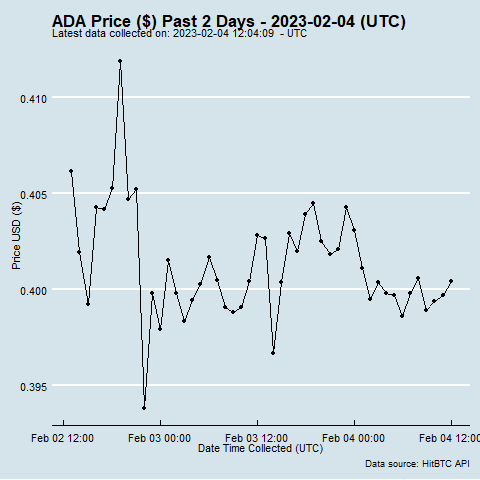 ADA Price ($) Past 2 Days - 2023-02-04 (UTC)
Latest data collected on: 2023-02-04 12:04:09 - UTC
0.410
0.405
0.400
0.395
Price USD ($)
Feb 02 12:00
Feb 03 00:00
Feb 03 12:00
Feb 04 00:00
Feb 04 12:00
Date Time Collected (UTC)
Data source: HitBTC API